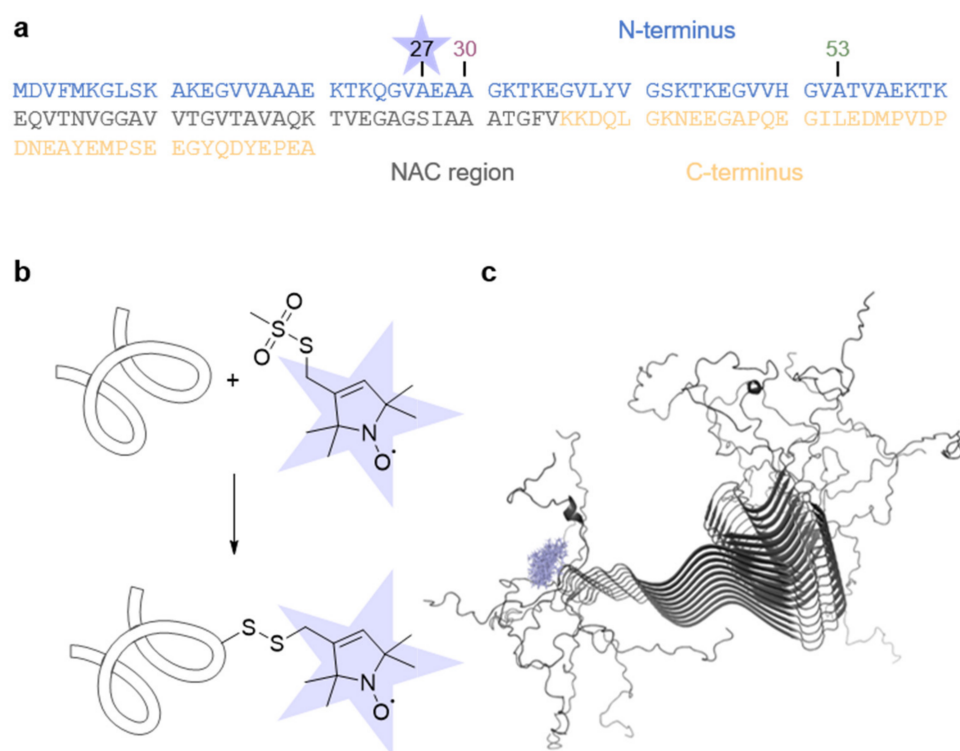 a
N-terminus
27 30 53
MDVFMKGLSK AKEGVVAAAE KTKQGVAEAA GKTKEGVLYV GSKTKEGVVH GVATVAEKTK
EQVTNVGGAV VTGVTAVAQK TVEGAGSIAA ATGFVKKDQL GKNEEGAPQE GILEDMPVDP
DNEAYEMPSE EGYQDYEPEA
NAC region C-terminus
b c
O
S
O
S
+
N
O·
S
S
N
O·